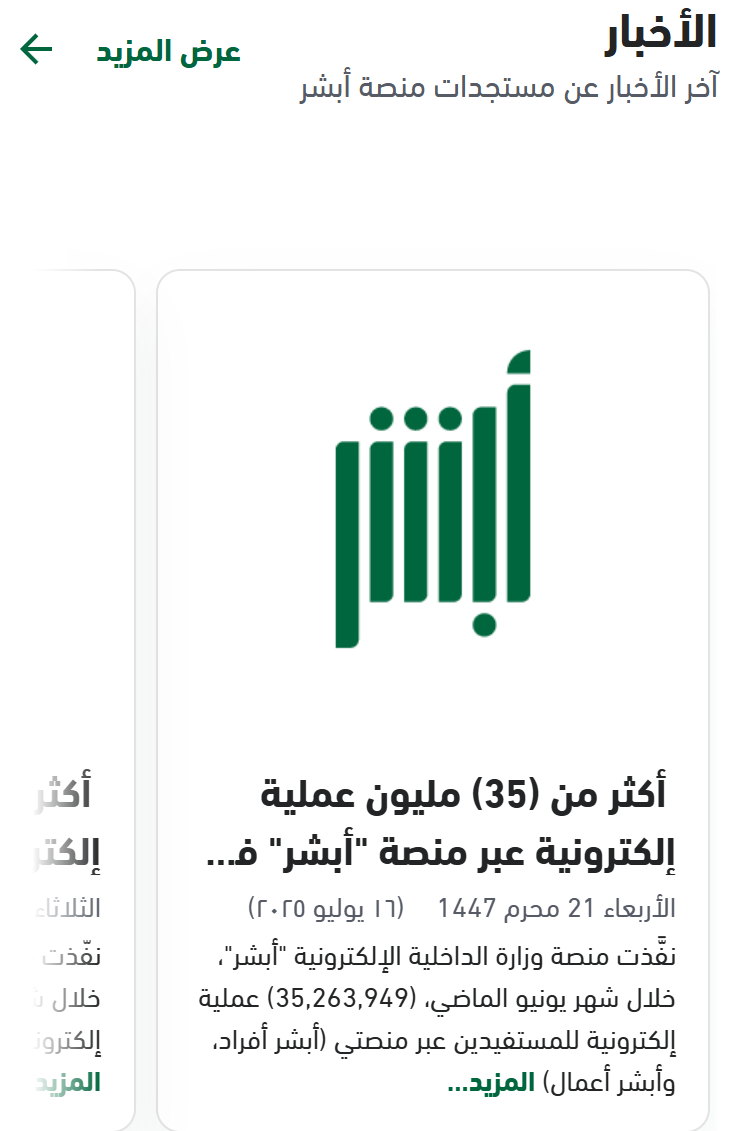 الأخبار
عرض المزيد
آخر الأخبار عن مستجدات منصة أبشر
أبشر
أكثر من (35) مليون عملية
إلكترونية عبر منصة "أبشر" فـ...
الأربعاء 21 محرم 1447 (١٦ يوليو ٢٠٢٥)
نفَّذت منصة وزارة الداخلية الإلكترونية "أبشر"،
خلال شهر يونيو الماضي، (35,263,949) عملية
إلكترونية للمستفيدين عبر منصتي (أبشر أفراد،
وأبشر أعمال) المزيد...
أكثر
الثلاثاء
نفّذت
خلال
المزيد